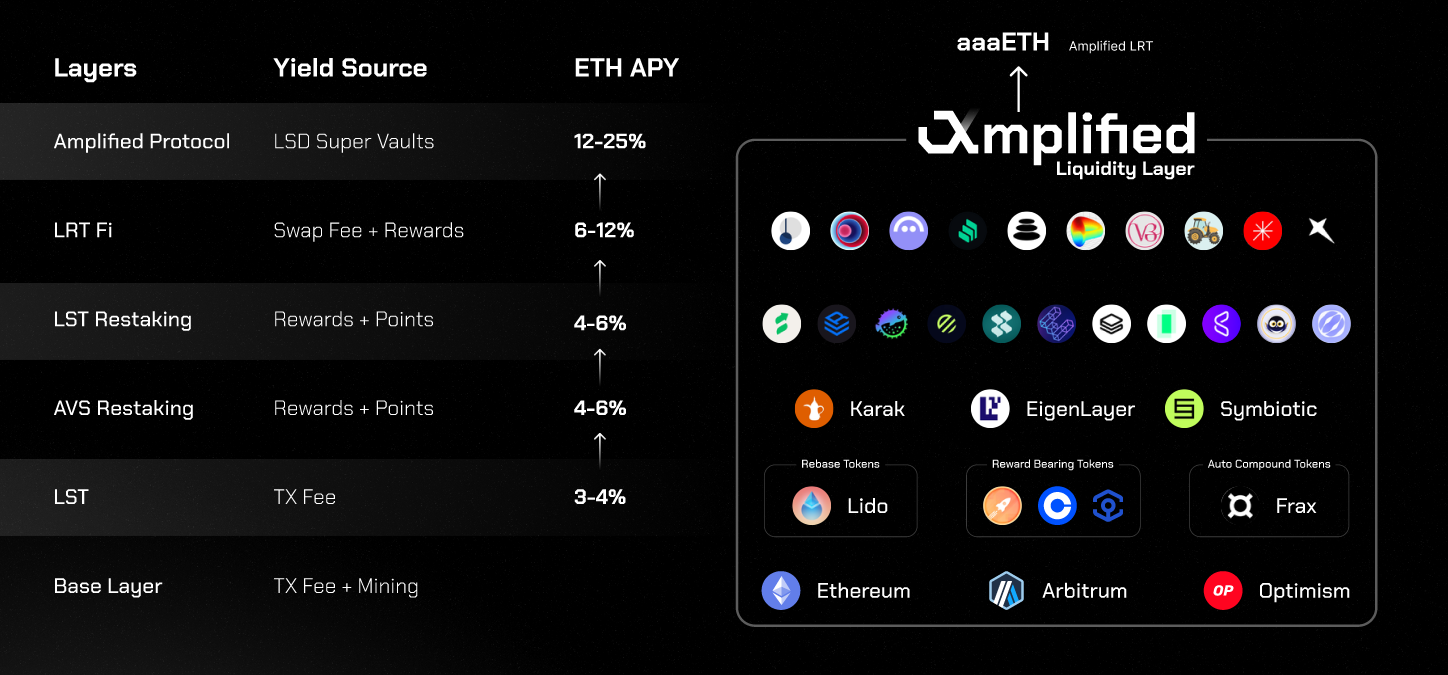 Layers Yield Source ETH APY
Amplified Protocol LSD Super Vaults 12-25%
LRT Fi Swap Fee + Rewards 6-12%
LST Restaking Rewards + Points 4-6%
AVS Restaking Rewards + Points 4-6%
LST TX Fee 3-4%
Base Layer TX Fee + Mining
aaaETH Amplified LRT
Amplified
Liquidity Layer
Karak EigenLayer Symbiotic
Rebase Tokens Reward Bearing Tokens Auto Compound Tokens
Lido Frax
Ethereum Arbitrum OP Optimism